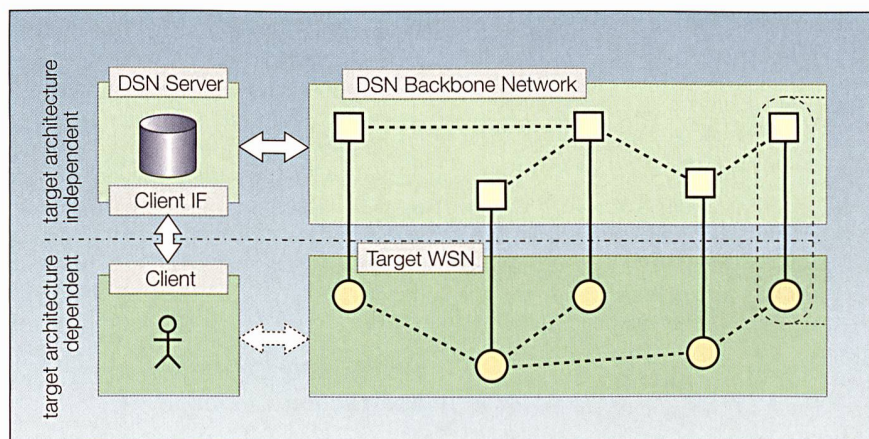 target architecture
independent
DSN Server
Client IF
DSN Backbone Network
target architecture
dependent
Client
Target WSN